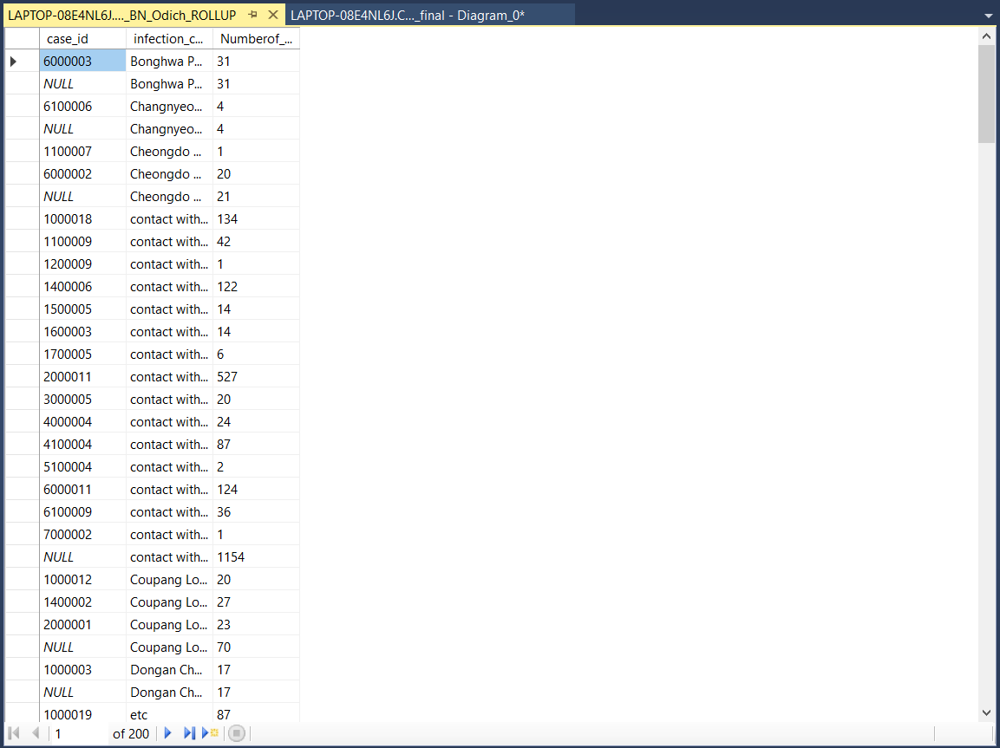 LAPTOP-08E4NL6J...._BN_Odich_ROLLUP LAPTOP-08E4NL6J.C..._final - Diagram_0*
case_id infection_c... Numberof_...
6000003 Bonghwa P... 31
NULL Bonghwa P... 31
6100006 Changnyeo... 4
NULL Changnyeo... 4
1100007 Cheongdo ... 1
6000002 Cheongdo ... 20
NULL Cheongdo ... 21
1000018 contact with... 134
1100009 contact with... 42
1200009 contact with... 1
1400006 contact with... 122
1500005 contact with... 14
1600003 contact with... 14
1700005 contact with... 6
2000011 contact with... 527
3000005 contact with... 20
4000004 contact with... 24
4100004 contact with... 87
5100004 contact with... 2
6000011 contact with... 124
6100009 contact with... 36
7000002 contact with... 1
NULL contact with... 1154
1000012 Coupang Lo... 20
1400002 Coupang Lo... 27
2000001 Coupang Lo... 23
NULL Coupang Lo... 70
1000003 Dongan Ch... 17
NULL Dongan Ch... 17
1000019 etc 87
1 of 200